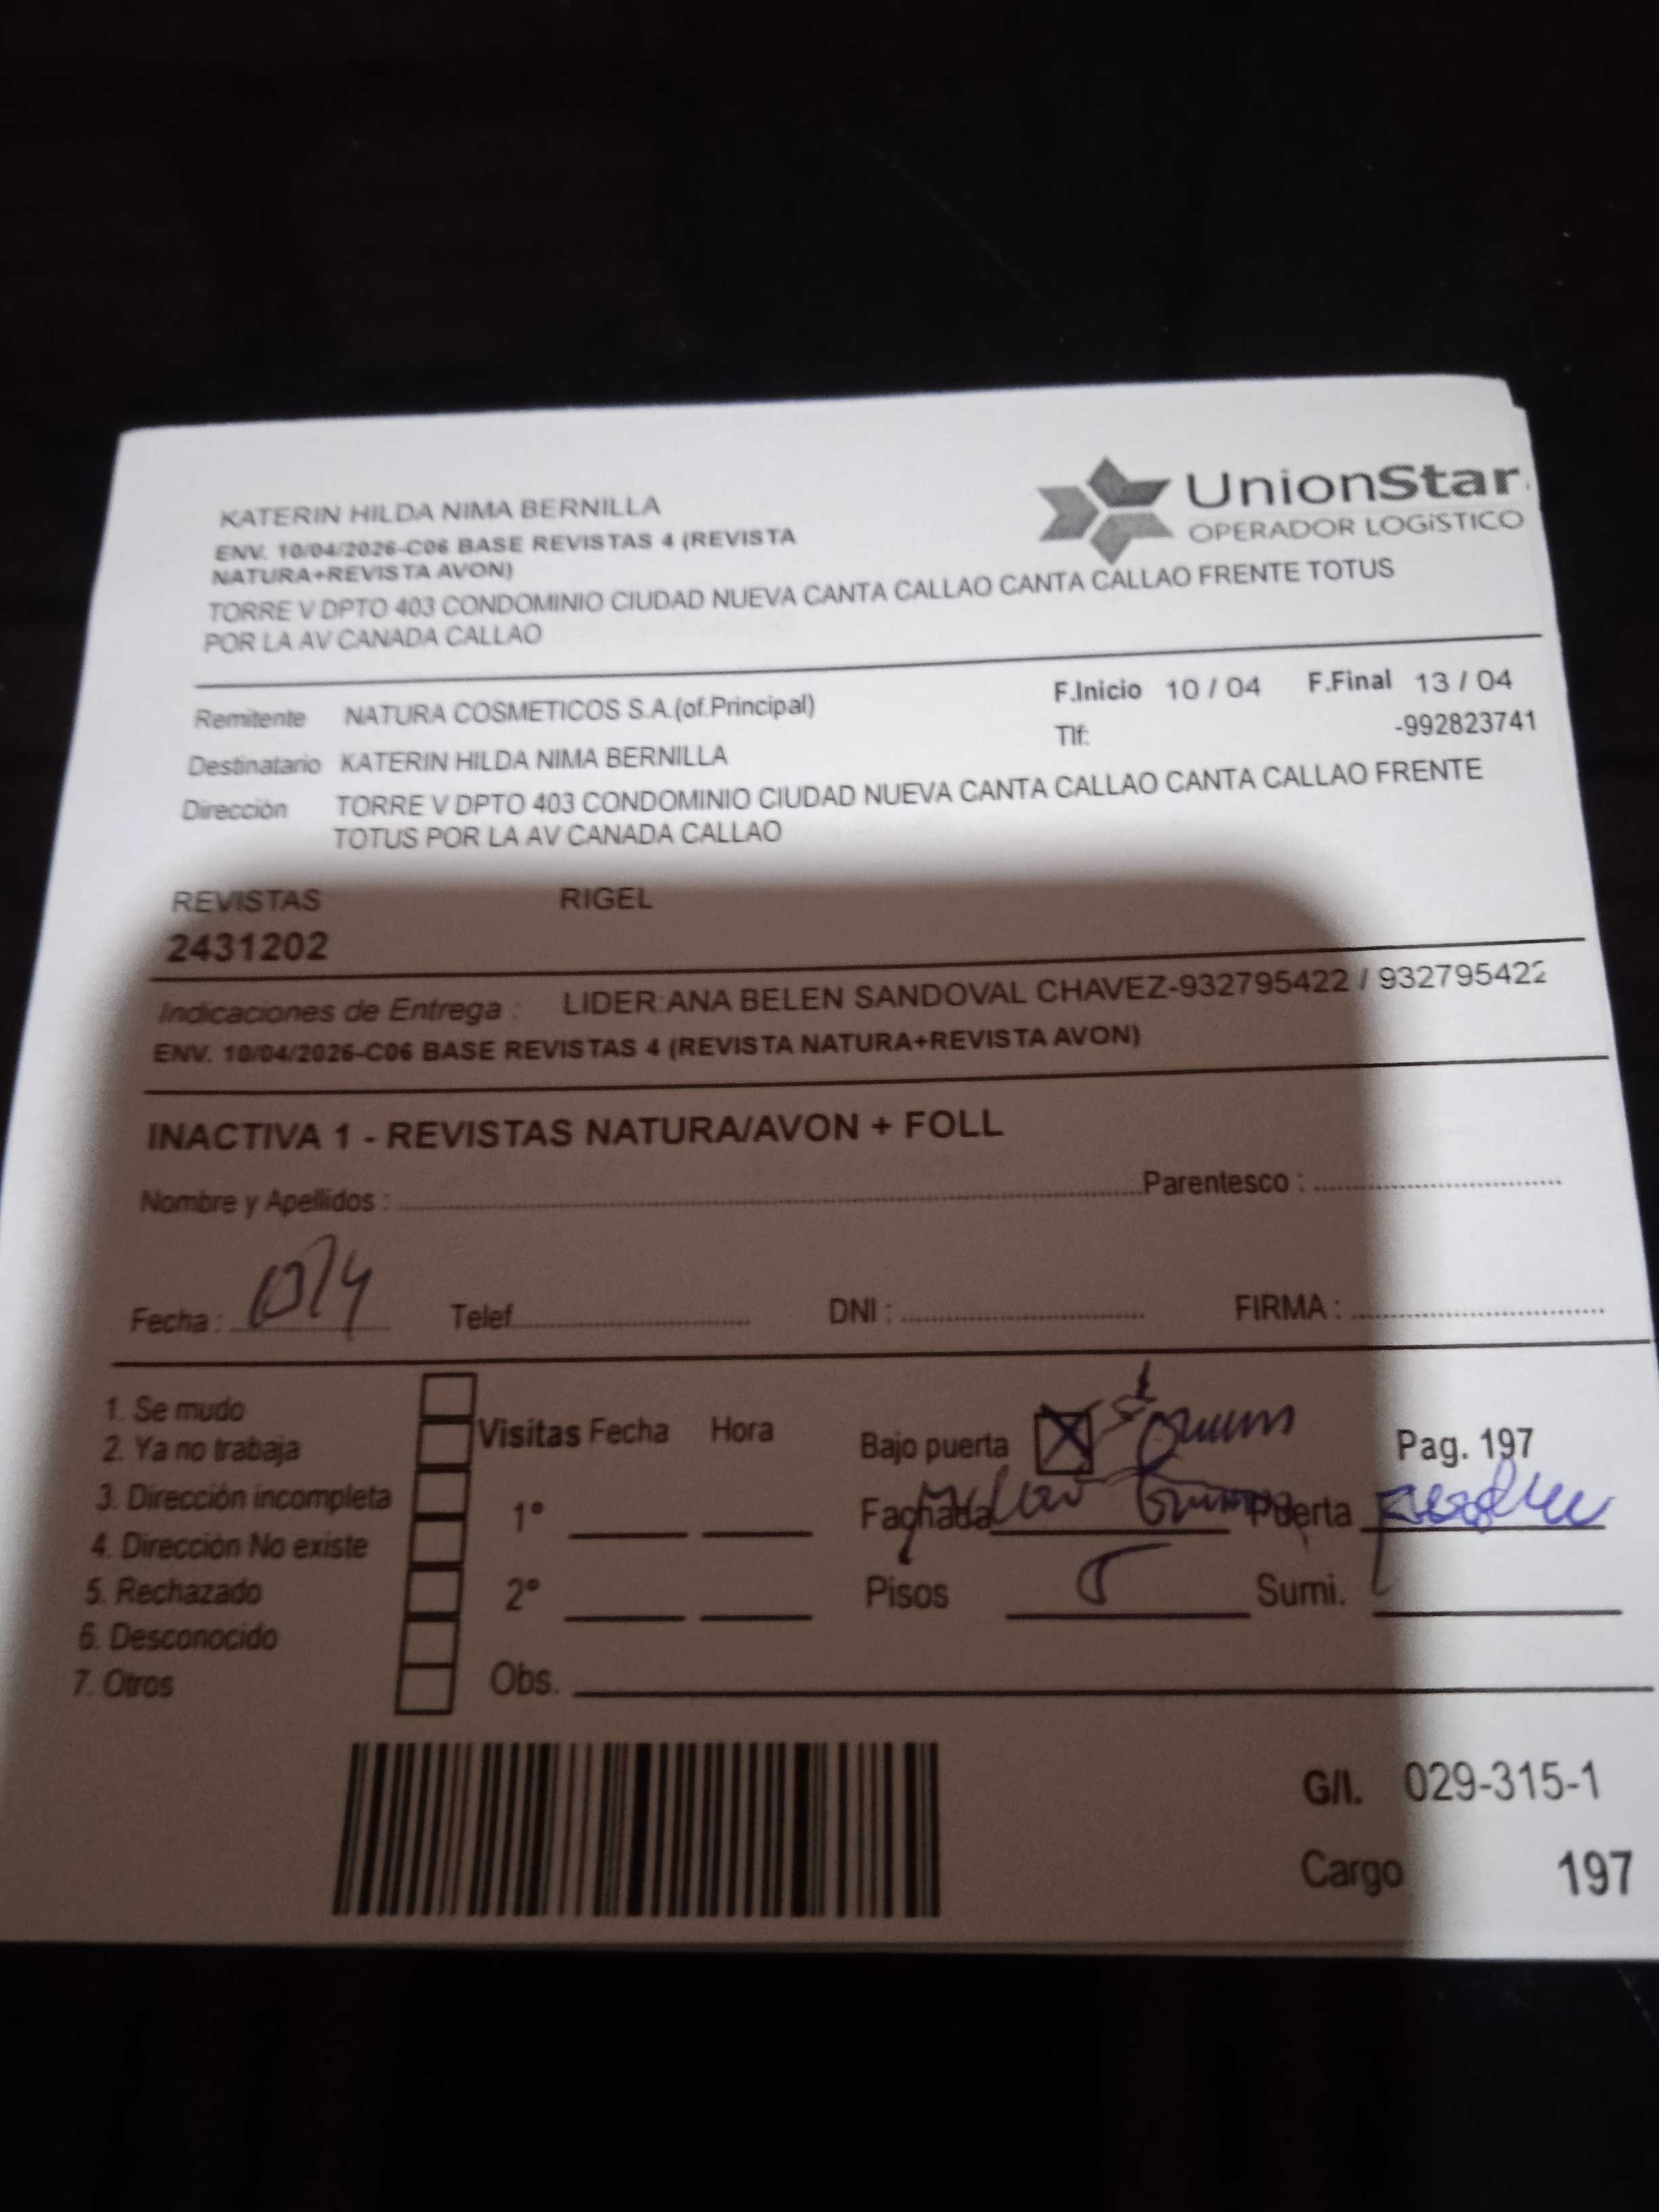 UnionStar
OPERADOR LOGíSTICO
KATERIN HILDA NIMA BERNILLA
ENV. 10/04/2026-C06 BASE REVISTAS 4 (REVISTA
NATURA+REVISTA AVON)
TORRE V DPTO 403 CONDOMINIO CIUDAD NUEVA CANTA CALLAO CANTA CALLAO FRENTE TOTUS
POR LA AV CANADA CALLAO
Remitente NATURA COSMETICOS S.A.(of.Principal) F.Inicio 10 / 04 F.Final 13 / 04
Tlf: -992823741
Destinatario KATERIN HILDA NIMA BERNILLA
Dirección TORRE V DPTO 403 CONDOMINIO CIUDAD NUEVA CANTA CALLAO CANTA CALLAO FRENTE
TOTUS POR LA AV CANADA CALLAO
REVISTAS RIGEL
2431202
Indicaciones de Entrega : LIDER:ANA BELEN SANDOVAL CHAVEZ-932795422 / 932795422
ENV. 10/04/2026-C06 BASE REVISTAS 4 (REVISTA NATURA+REVISTA AVON)
INACTIVA 1 - REVISTAS NATURA/AVON + FOLL
Nombre y Apellidos : Parentesco :
Fecha : Telef. DNI : FIRMA :
1. Se mudo
2. Ya no trabaja
3. Dirección incompleta
4. Dirección No existe
5. Rechazado
6. Desconocido
7. Otros
Visitas Fecha Hora
1°
2°
Obs.
Bajo puerta X Pag. 197
Fachada Puerta
Pisos Sumi.
G/I. 029-315-1
Cargo 197